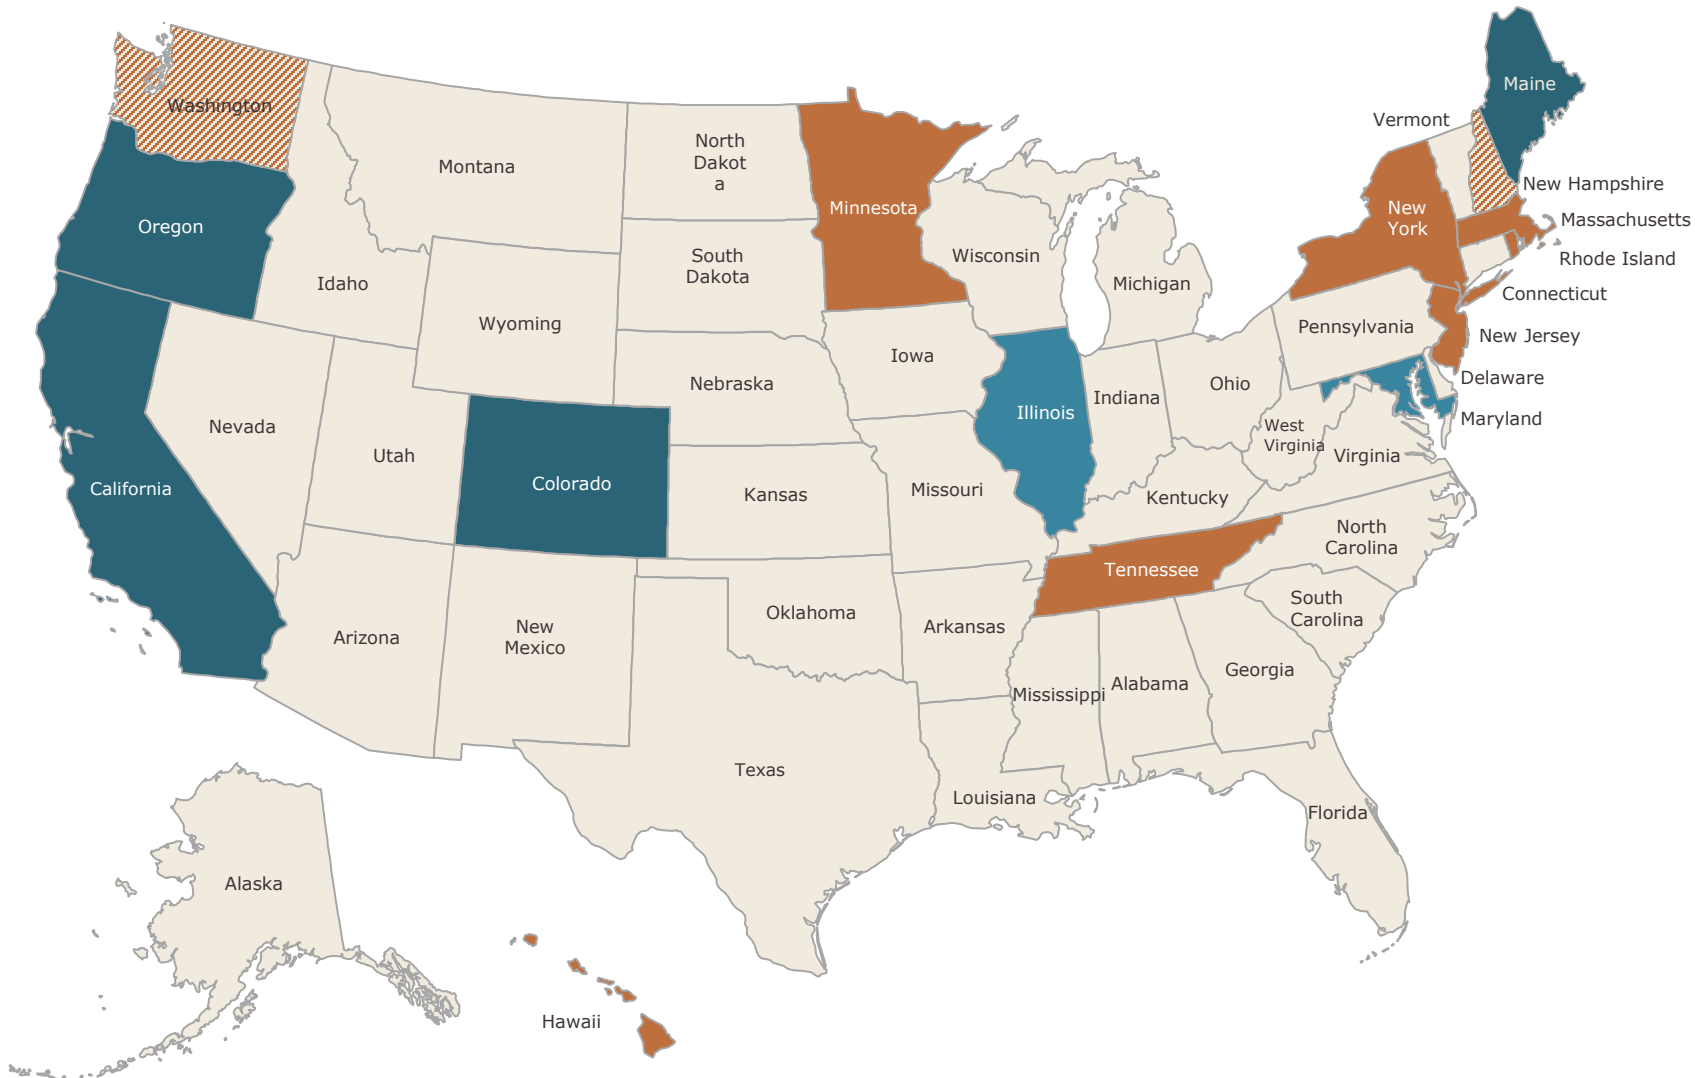 Washington
Oregon
California
Idaho
Nevada
Utah
Arizona
Montana
Wyoming
Colorado
New
Mexico
North
Dakot
a
South
Dakota
Nebraska
Kansas
Oklahoma
Texas
Minnesota
Iowa
Missouri
Arkansas
Louisiana
Wisconsin
Illinois
Michigan
Indiana
Ohio
Kentucky
Tennessee
Mississippi
Alabama
Georgia
Florida
South
Carolina
North
Carolina
Virginia
West
Virginia
Pennsylvania
New
York
Vermont
Maine
New Hampshire
Massachusetts
Rhode Island
Connecticut
New Jersey
Delaware
Maryland
Alaska
Hawaii